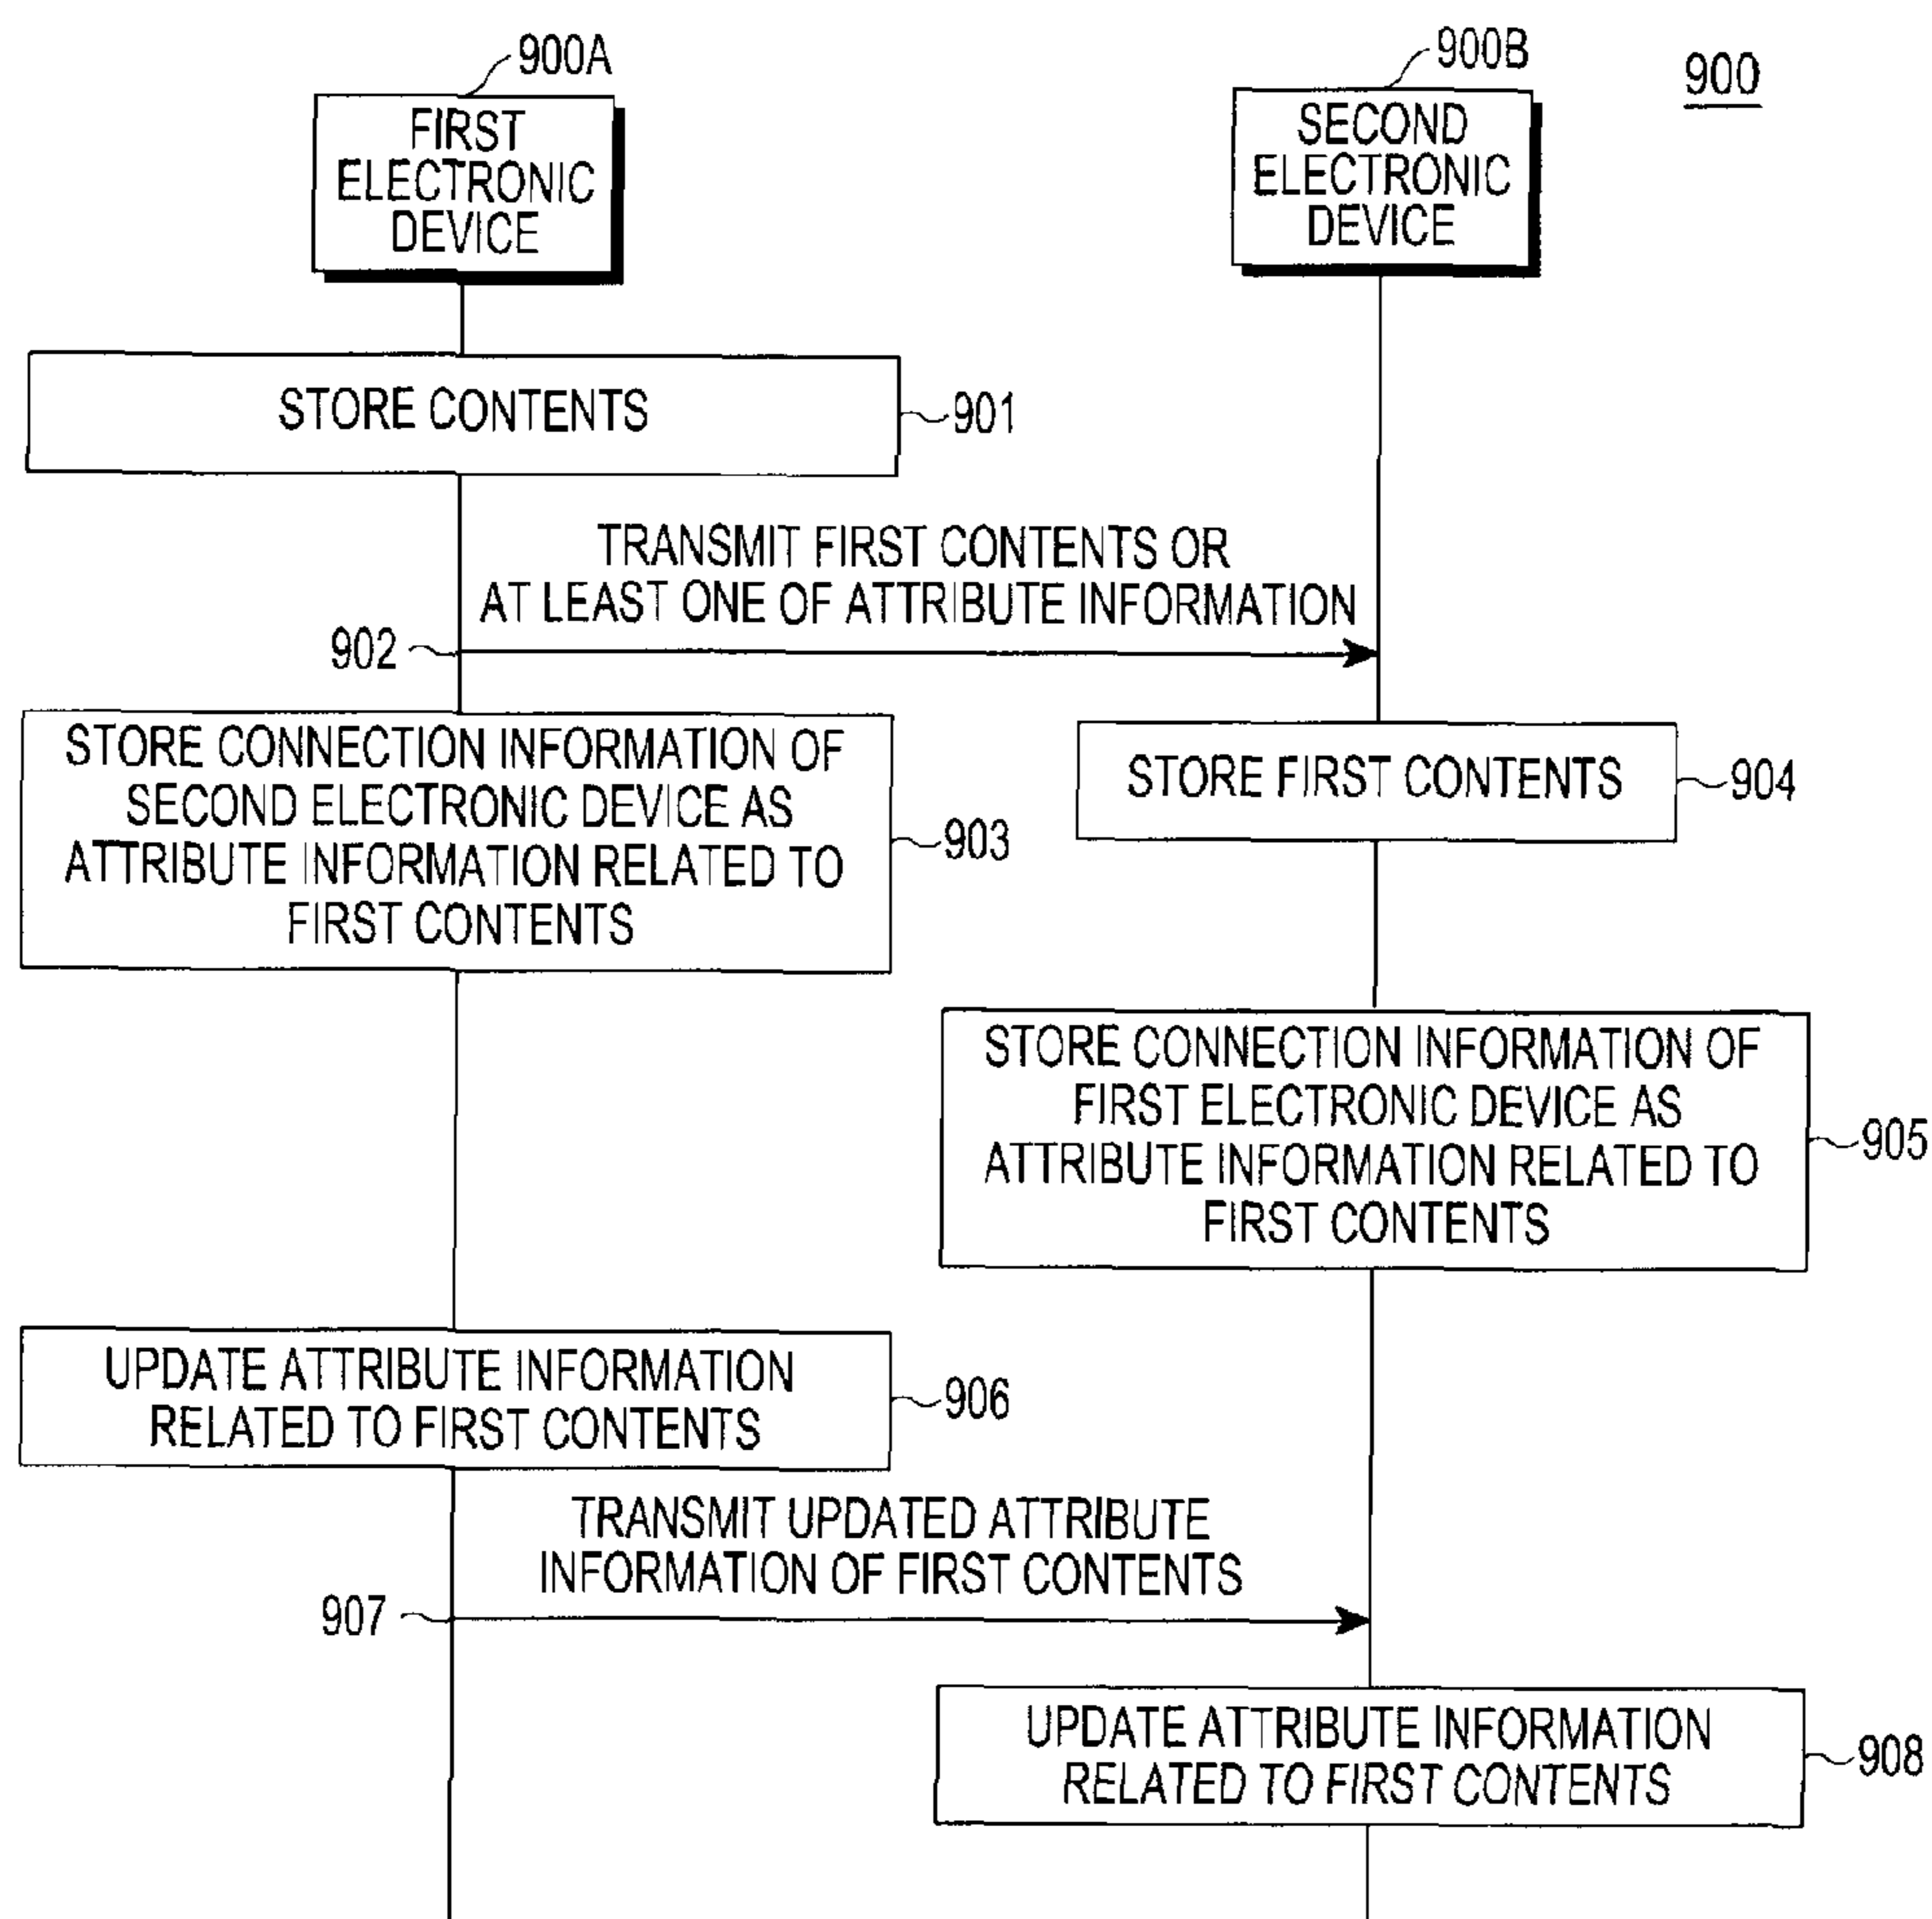 900A
900B
900
FIRST
ELECTRONIC
DEVICE
SECOND
ELECTRONIC
DEVICE
STORE CONTENTS
901
TRANSMIT FIRST CONTENTS OR
AT LEAST ONE OF ATTRIBUTE INFORMATION
902
STORE CONNECTION INFORMATION OF
SECOND ELECTRONIC DEVICE AS
ATTRIBUTE INFORMATION RELATED TO
FIRST CONTENTS
903
STORE FIRST CONTENTS
904
STORE CONNECTION INFORMATION OF
FIRST ELECTRONIC DEVICE AS
ATTRIBUTE INFORMATION RELATED TO
FIRST CONTENTS
905
UPDATE ATTRIBUTE INFORMATION
RELATED TO FIRST CONTENTS
906
TRANSMIT UPDATED ATTRIBUTE
INFORMATION OF FIRST CONTENTS
907
UPDATE ATTRIBUTE INFORMATION
RELATED TO FIRST CONTENTS
908